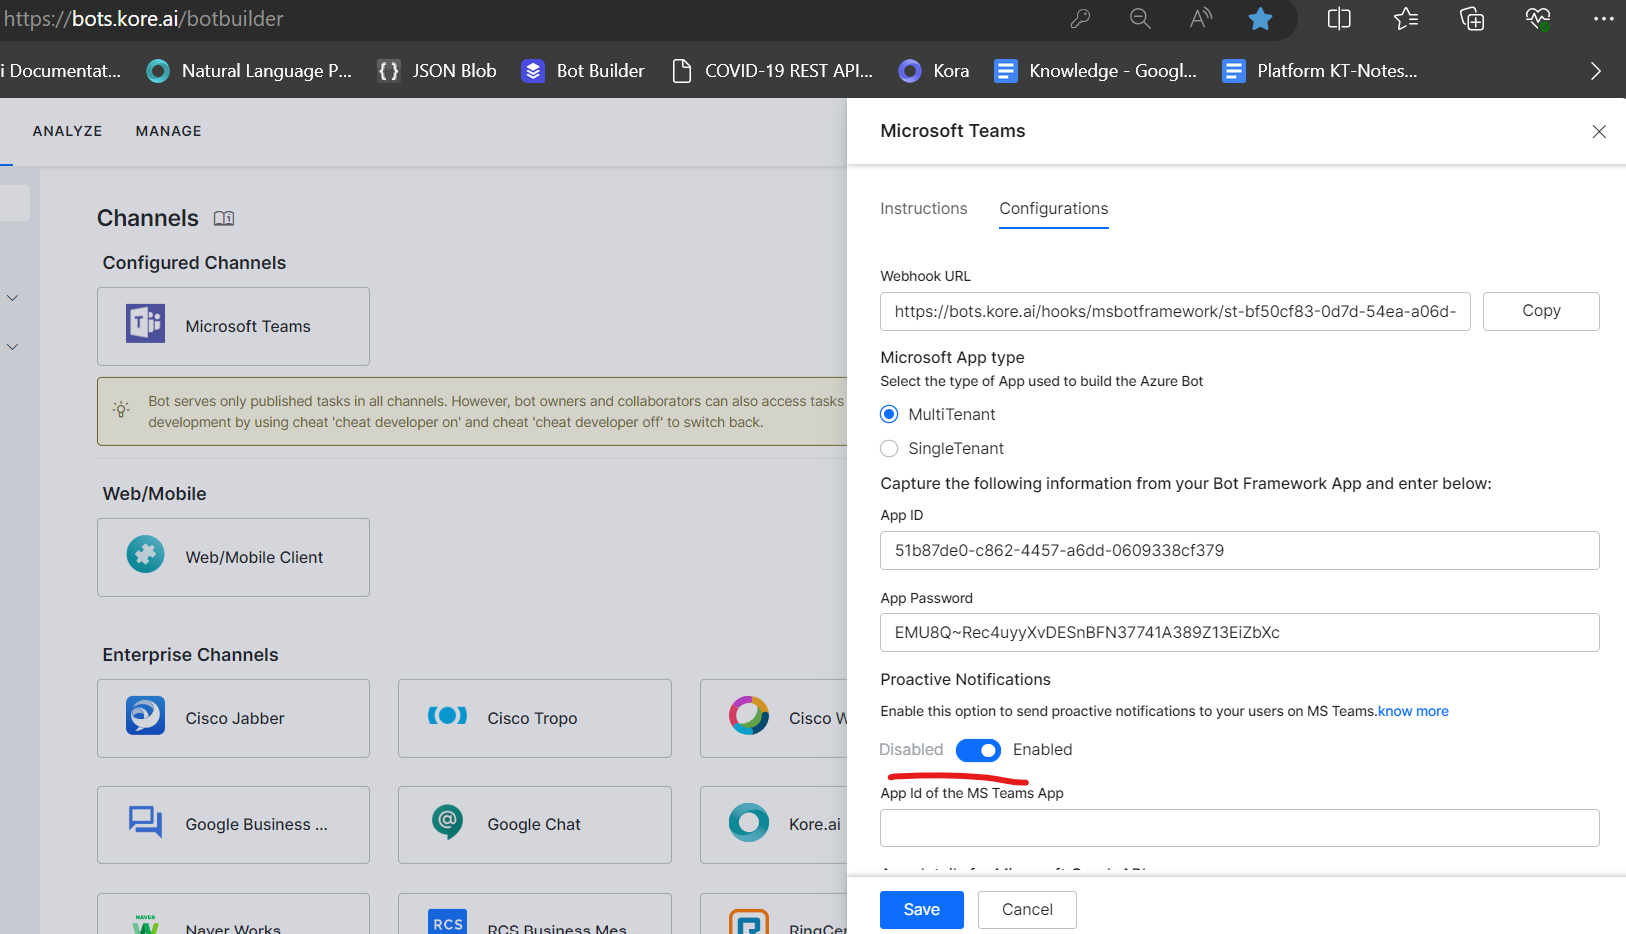 https://bots.kore.ai/botbuilder
i Documentat... Natural Language P... JSON Blob Bot Builder COVID-19 REST API... Kora Knowledge - Googl... Platform KT-Notes...
ANALYZE MANAGE
Microsoft Teams
Instructions Configurations
Channels
Configured Channels
Microsoft Teams
Bot serves only published tasks in all channels. However, bot owners and collaborators can also access tasks
development by using cheat 'cheat developer on' and cheat 'cheat developer off' to switch back.
Web/Mobile
Web/Mobile Client
Enterprise Channels
Cisco Jabber Cisco Tropo Cisco W
Google Business ... Google Chat Kore.ai
NAVER
Naver Works RCS RCS Business Mes RingCe
Webhook URL
https://bots.kore.ai/hooks/msbotframework/st-bf50cf83-0d7d-54ea-a06d- Copy
Microsoft App type
Select the type of App used to build the Azure Bot
MultiTenant
SingleTenant
Capture the following information from your Bot Framework App and enter below:
App ID
51b87de0-c862-4457-a6dd-0609338cf379
App Password
EMU8Q~Rec4uyyXvDESnBFN37741A389Z13EiZbXc
Proactive Notifications
Enable this option to send proactive notifications to your users on MS Teams.know more
Disabled Enabled
App Id of the MS Teams App
Save Cancel